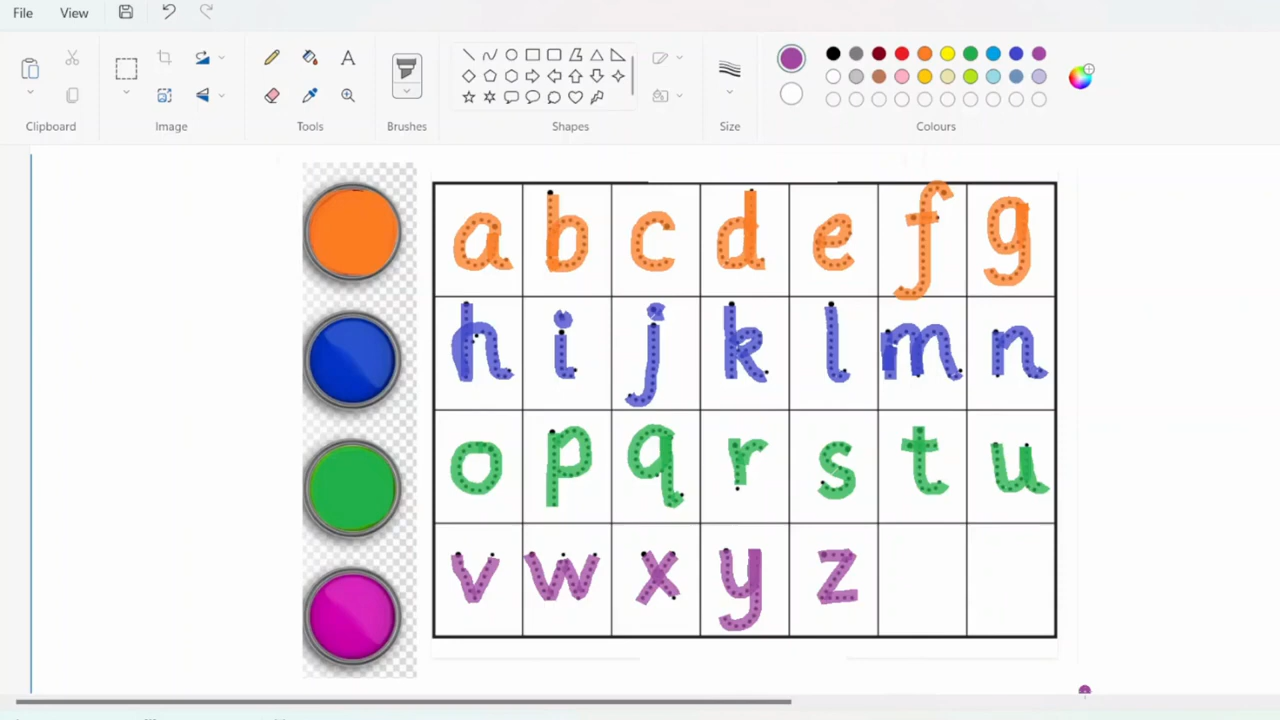 File View
Clipboard Image Tools Brushes Shapes Size Colours
a b c d e f g
h i j k l m n
o p q r s t u
v w x y z